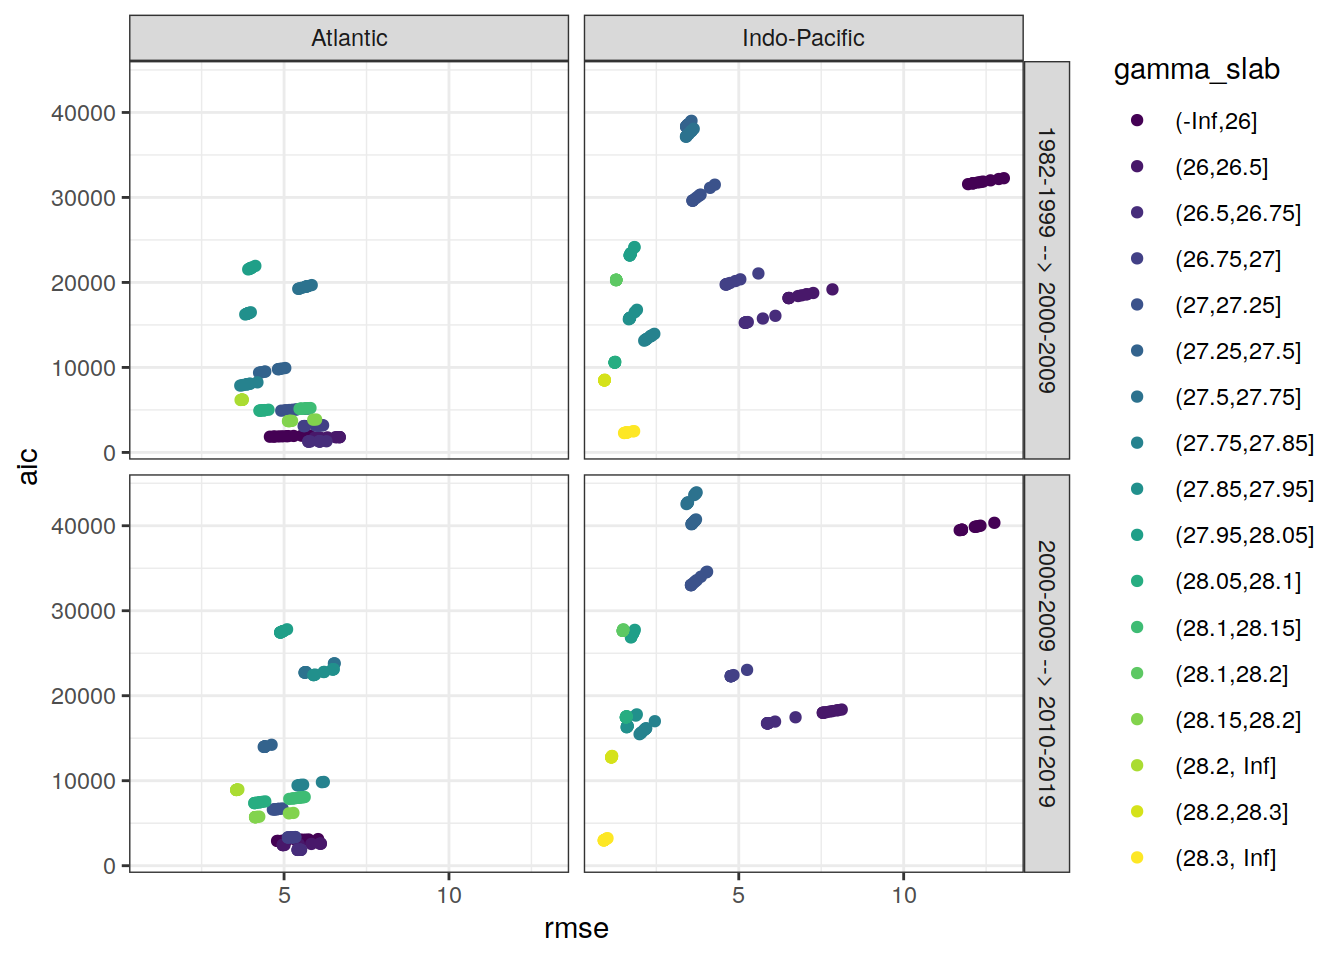 Atlantic
Indo-Pacific
aic
40000
30000
20000
10000
0
1982-1999 --> 2000-2009
40000
30000
20000
10000
0
2000-2009 --> 2010-2019
5
10
5
10
rmse
gamma_slab
(-Inf,26]
(26,26.5]
(26.5,26.75]
(26.75,27]
(27,27.25]
(27.25,27.5]
(27.5,27.75]
(27.75,27.85]
(27.85,27.95]
(27.95,28.05]
(28.05,28.1]
(28.1,28.15]
(28.1,28.2]
(28.15,28.2]
(28.2, Inf]
(28.2,28.3]
(28.3, Inf]